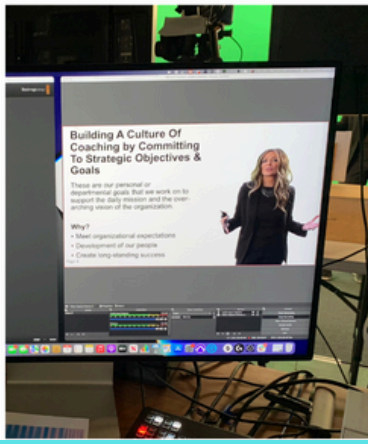 Building A Culture Of
Coaching by Committing
To Strategic Objectives &
Goals
These are our personal or
departmental goals that we work on to
support the daily mission and the over-
arching vision of the organization.
Why?
• Meet organizational expectations
• Development of our people
• Create long-standing success